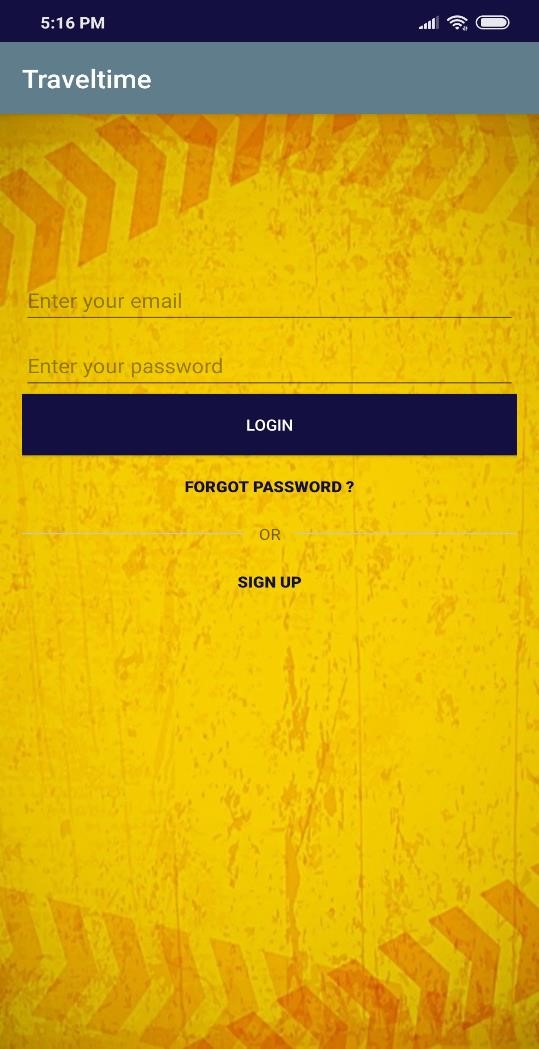 5:16 PM
Traveltime
Enter your email
Enter your password
LOGIN
FORGOT PASSWORD ?
OR
SIGN UP